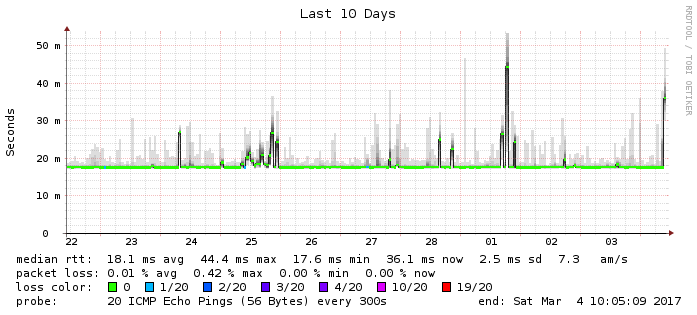 Last 10 Days
RRDTOOL / TOBI OETIKER
Seconds
50 m
40 m
30 m
20 m
10 m
0
22 23 24 25 26 27 28 01 02 03
median rtt: 18.1 ms avg 44.4 ms max 17.6 ms min 36.1 ms now 2.5 ms sd 7.3 am/s
packet loss: 0.01 % avg 0.42 % max 0.00 % min 0.00 % now
loss color: 0 1/20 2/20 3/20 4/20 10/20 19/20
probe: 20 ICMP Echo Pings (56 Bytes) every 300s end: Sat Mar 4 10:05:09 2017